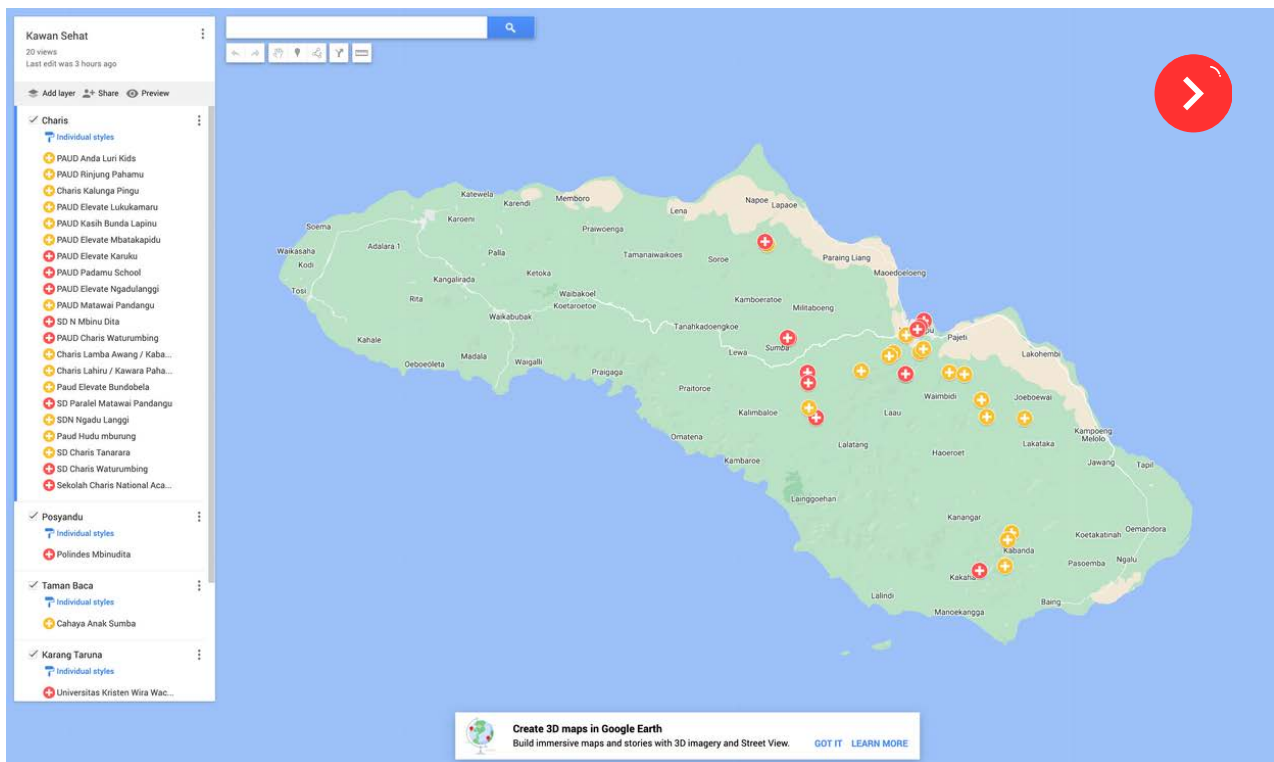 Kawan Sehat
20 views
Last edit was 3 hours ago
Add layer Share Preview
Charis
Individual styles
PAUD Anda Luri Kids
PAUD Rinjung Pahamu
Charis Kalunga Pingu
PAUD Elevate Lukukamaru
PAUD Kasih Bunda Lapinu
PAUD Elevate Mbatakapidu
PAUD Elevate Karuku
PAUD Padamu School
PAUD Elevate Ngadulanggi
PAUD Matawai Pandangu
SD N Mbinu Dita
PAUD Charis Waturumbing
Charis Lamba Awang / Kaba...
Charis Lahiru / Kawara Paha...
Paud Elevate Bundobela
SD Paralel Matawai Pandangu
SDN Ngadu Langgi
Paud Hudu mburung
SD Charis Tanarara
SD Charis Waturumbing
Sekolah Charis National Aca...
Posyandu
Individual styles
Polindes Mbinudita
Taman Baca
Individual styles
Cahaya Anak Sumba
Karang Taruna
Individual styles
Universitas Kristen Wira Wac...
Katewela
Karendi
Memboro
Lena
Napoe
Lapaoe
Soema
Karoeni
Praiwoenga
Waikasaha
Adalara 1
Palla
Tamanaiwaikoes
Soroe
Paraing Liang
Kodi
Ketoka
Maoedoeloeng
Kangalirada
Tosi
Rita
Waibakoel
Koetaroetoe
Kamboeratoe
Militaboeng
Waikabubak
Tanahkadoengkoe
Pajeti
Kahale
Lewa
Sumba
Lakohembi
Madala
Oeboeoleta
Waigalli
Praigaga
Praitoroe
Waimbidi
Joeboewai
Kalimbaloe
Laau
Omatena
Lalatang
Haoeroet
Lakataka
Kampoeng
Melolo
Kambaroe
Jawang
Tapil
Lainggoehan
Kanangar
Oemandora
Koetakatinah
Kabanda
Pasoemba
Ngalu
Lalindi
Baing
Manoekangga
Create 3D maps in Google Earth
Build immersive maps and stories with 3D imagery and Street View.
GOT IT LEARN MORE